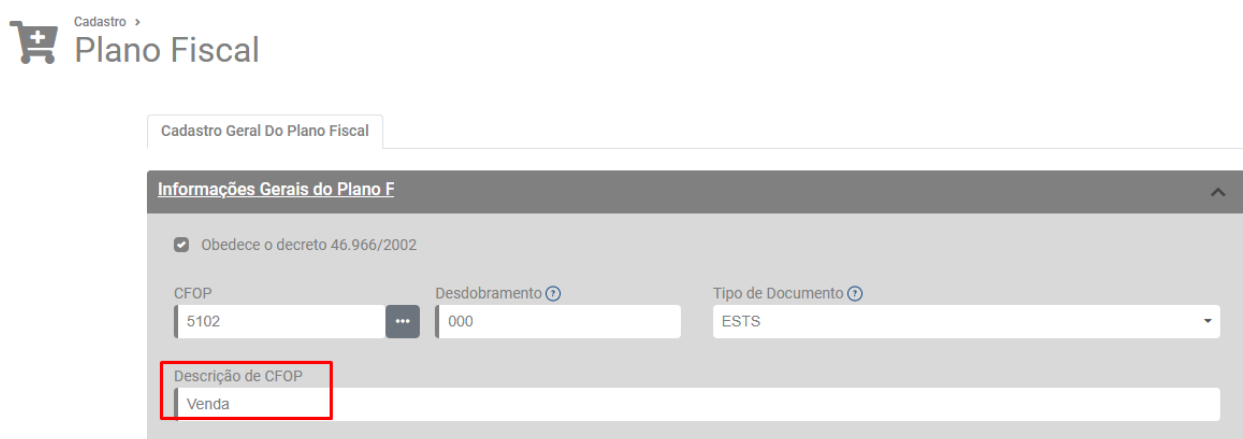 Cadastro >
Plano Fiscal
Cadastro Geral Do Plano Fiscal
Informações Gerais do Plano F
Obedece o decreto 46.966/2002
CFOP Desdobramento ? Tipo de Documento ?
5102 ... 000 ESTS
Descrição de CFOP
Venda